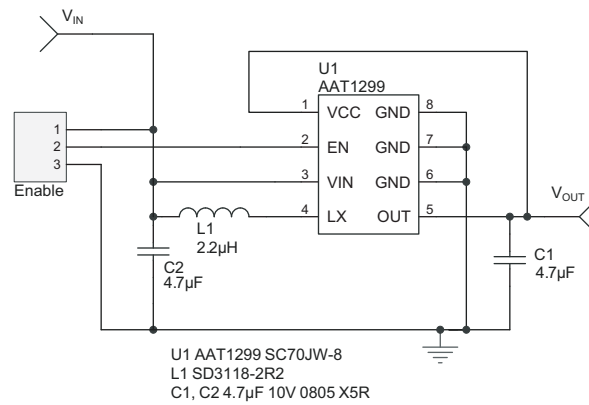 V_IN
U1
AAT1299
1 VCC GND 8
1
2 2 EN GND 7
3
Enable
3 VIN GND 6
V_OUT
4 LX OUT 5
L1
2.2µH
C1
4.7µF
C2
4.7µF
U1 AAT1299 SC70JW-8
L1 SD3118-2R2
C1, C2 4.7µF 10V 0805 X5R